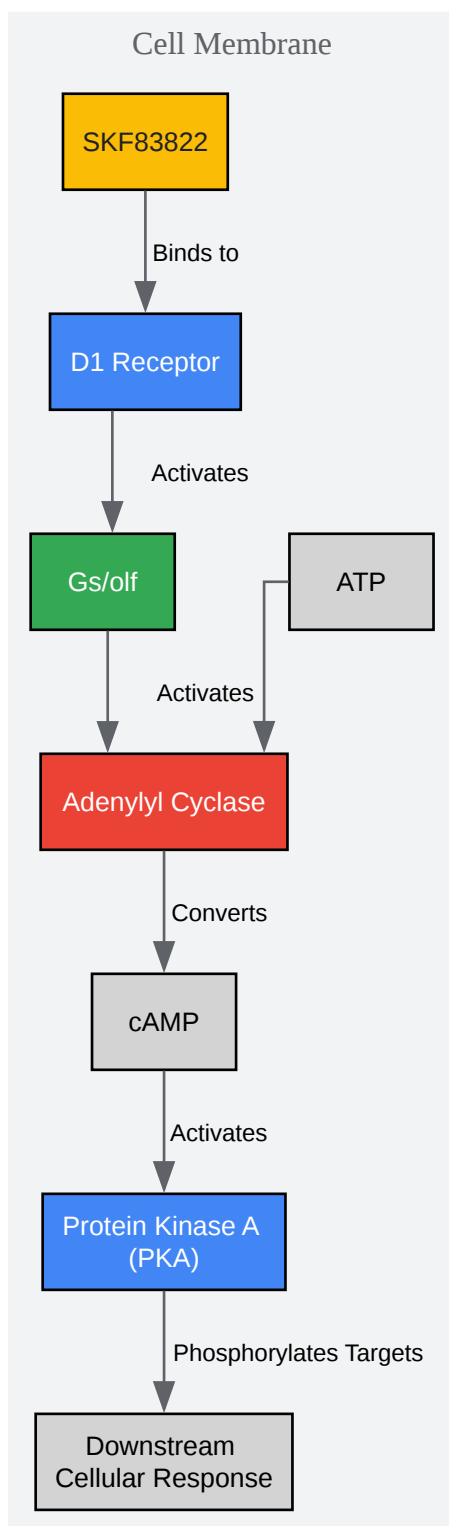 Cell Membrane
SKF83822
Binds to
D1 Receptor
Activates
Gs/olf
ATP
Activates
Adenylyl Cyclase
Converts
cAMP
Activates
Protein Kinase A
(PKA)
Phosphorylates Targets
Downstream
Cellular Response